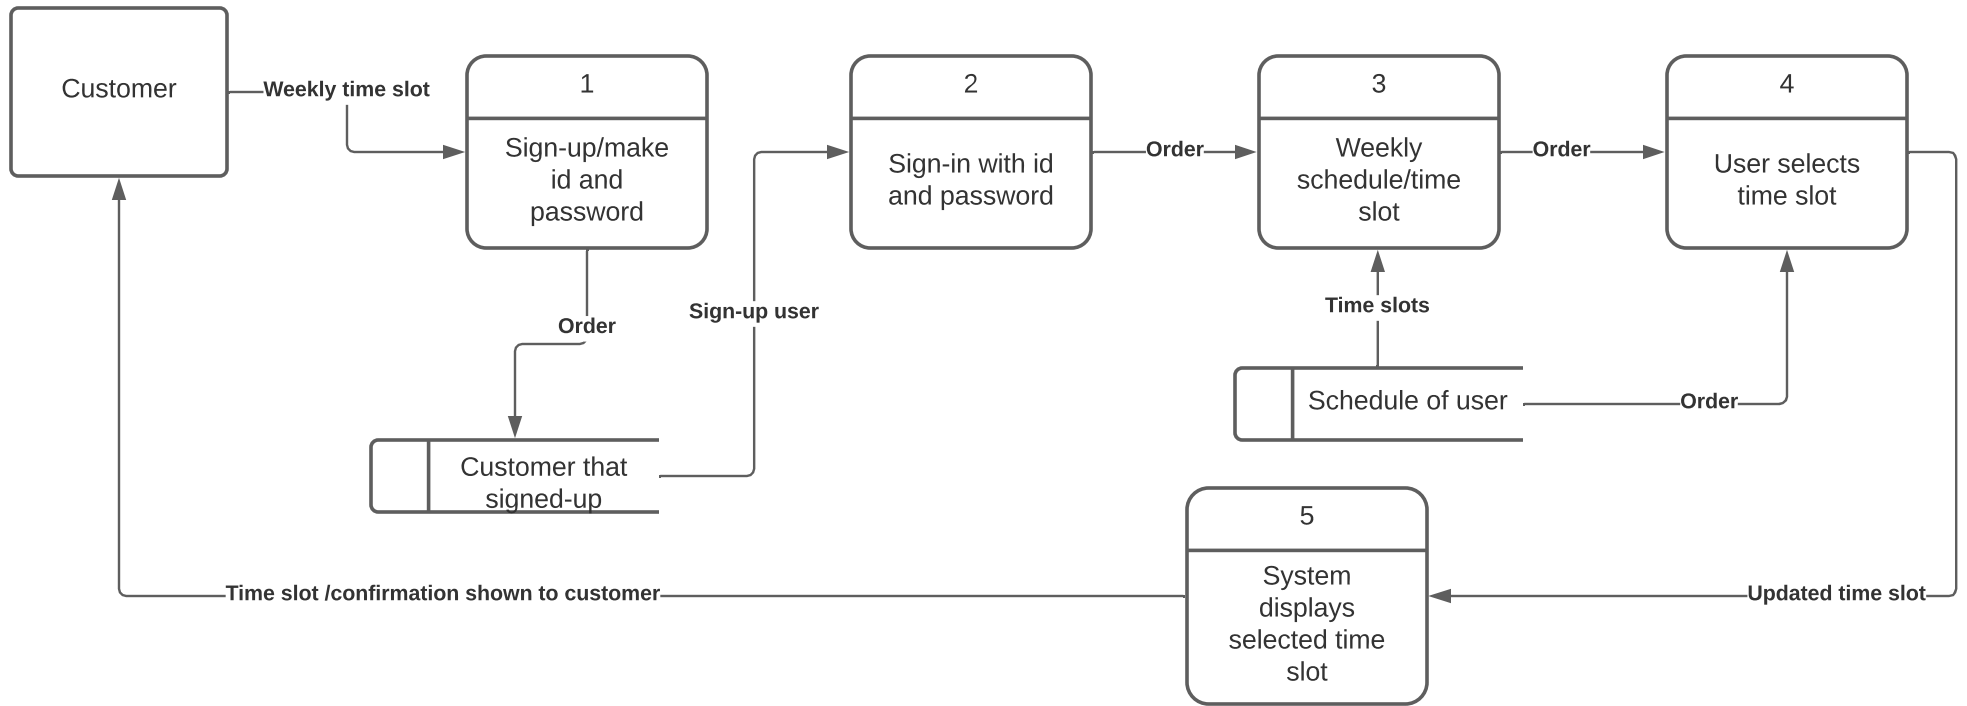 Customer
Weekly time slot
1
Sign-up/make
id and
password
2
Sign-in with id
and password
Order
3
Weekly
schedule/time
slot
Order
4
User selects
time slot
Order
Sign-up user
Time slots
Schedule of user
Order
Customer that
signed-up
5
System
displays
selected time
slot
Time slot /confirmation shown to customer
Updated time slot